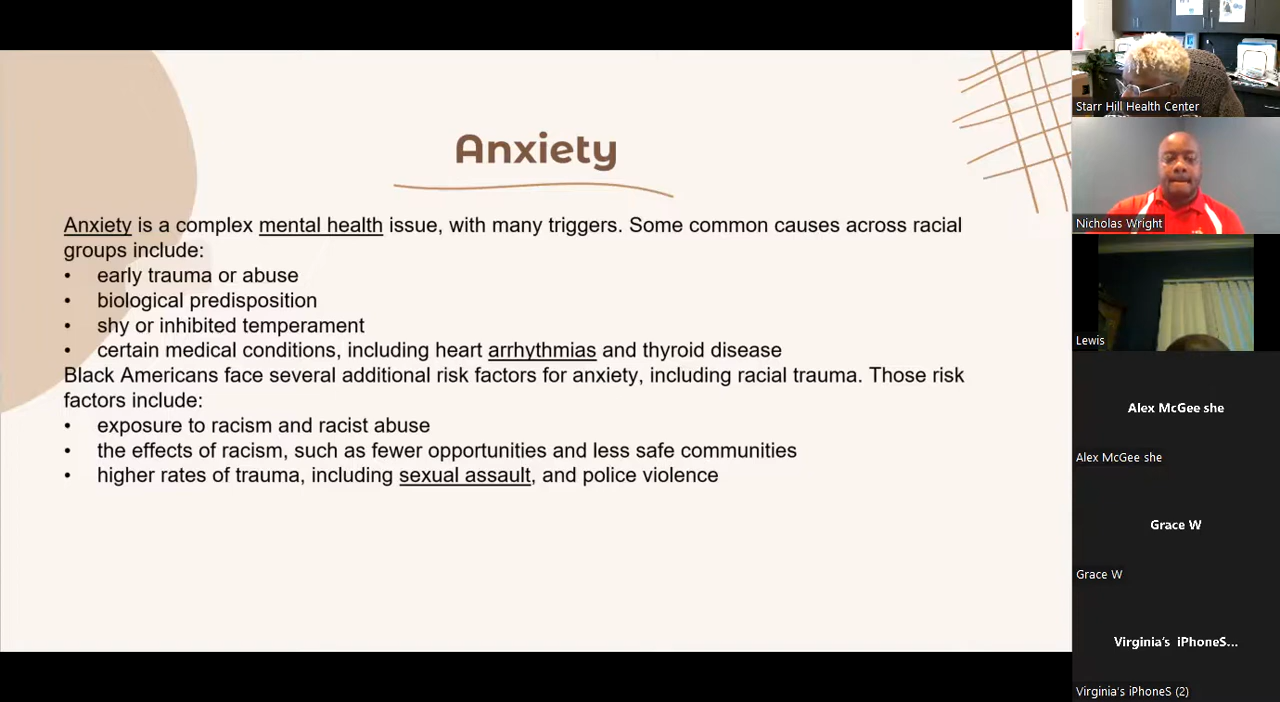 Anxiety
Anxiety is a complex mental health issue, with many triggers. Some common causes across racial
groups include:
• early trauma or abuse
• biological predisposition
• shy or inhibited temperament
• certain medical conditions, including heart arrhythmias and thyroid disease
Black Americans face several additional risk factors for anxiety, including racial trauma. Those risk
factors include:
• exposure to racism and racist abuse
• the effects of racism, such as fewer opportunities and less safe communities
• higher rates of trauma, including sexual assault, and police violence
Starr Hill Health Center
Nicholas Wright
Lewis
Alex McGee she
Alex McGee she
Grace W
Grace W
Virginia's iPhoneS...
Virginia's iPhoneS (2)